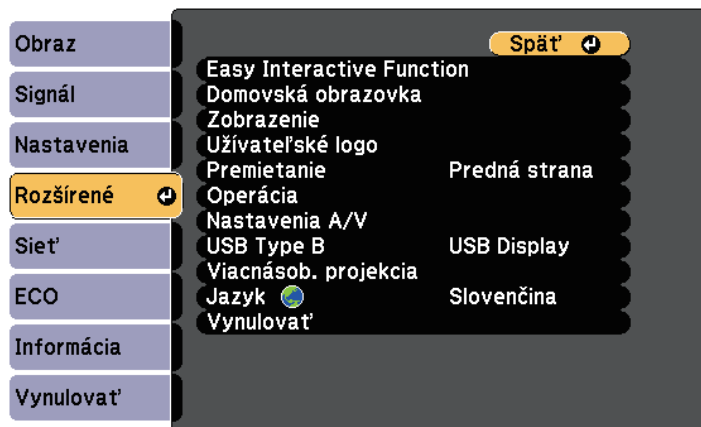 Obraz
Signál
Nastavenia
Rozšírené
Sieť
ECO
Informácia
Vynulovať
Späť
Easy Interactive Function
Domovská obrazovka
Zobrazenie
Užívateľské logo
Premietanie Predná strana
Operácia
Nastavenia A/V
USB Type B USB Display
Viacnásob. projekcia
Jazyk Slovenčina
Vynulovať